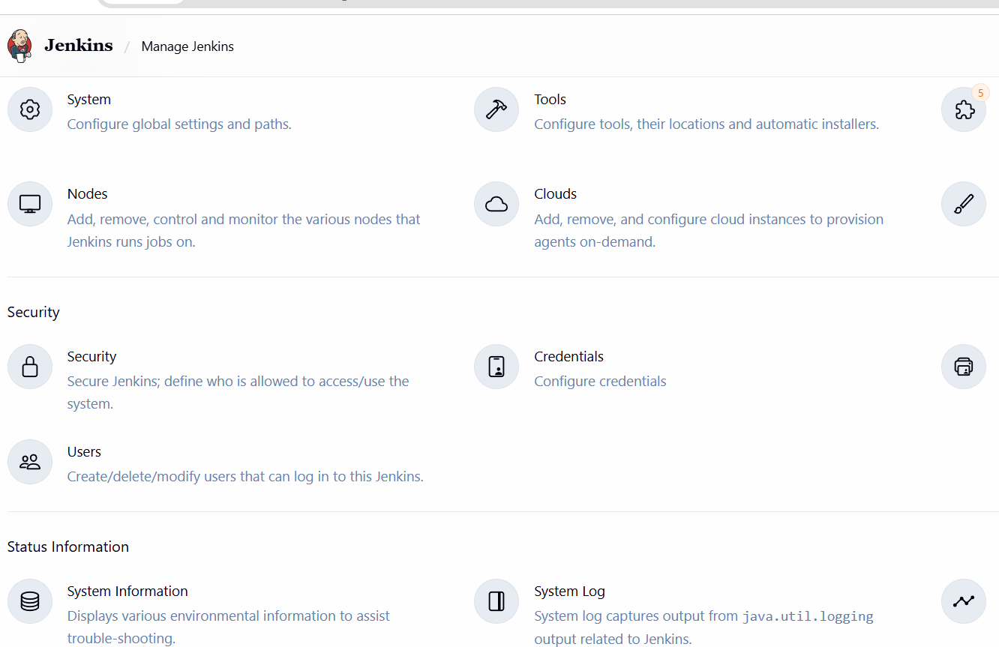 Jenkins / Manage Jenkins
System
Configure global settings and paths.
Tools
Configure tools, their locations and automatic installers.
5
Nodes
Add, remove, control and monitor the various nodes that
Jenkins runs jobs on.
Clouds
Add, remove, and configure cloud instances to provision
agents on-demand.
Security
Security
Secure Jenkins; define who is allowed to access/use the
system.
Credentials
Configure credentials
Users
Create/delete/modify users that can log in to this Jenkins.
Status Information
System Information
Displays various environmental information to assist
trouble-shooting.
System Log
System log captures output from java.util.logging
output related to Jenkins.